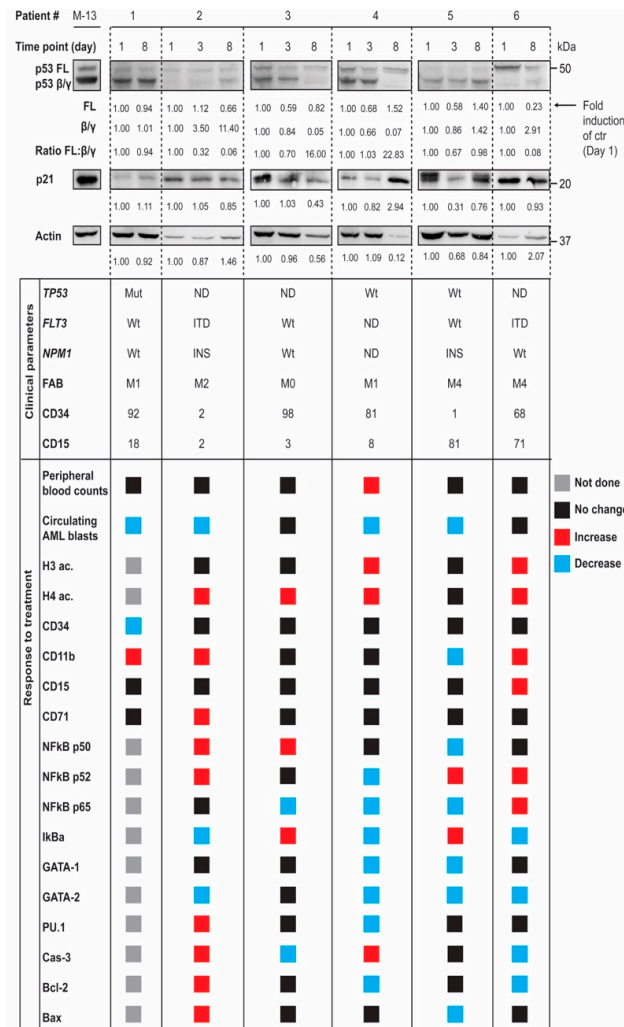 Patient # M-13 1 2 3 4 5 6
Time point (day) 1 8 1 3 8 1 3 8 1 3 8 1 3 8 1 8 kDa
p53 FL 50
p53 β/γ
FL 1.00 0.94 1.00 1.12 0.66 1.00 0.59 0.82 1.00 0.68 1.52 1.00 0.58 1.40 1.00 0.23 Fold
induction
β/γ 1.00 1.01 1.00 3.50 11.40 1.00 0.84 0.05 1.00 0.66 0.07 1.00 0.86 1.42 1.00 2.91 of ctr
(Day 1)
Ratio FL:β/γ 1.00 0.94 1.00 0.32 0.06 1.00 0.70 16.00 1.00 1.03 22.83 1.00 0.67 0.98 1.00 0.08
p21 20
1.00 1.11 1.00 1.05 0.85 1.00 1.03 0.43 1.00 0.82 2.94 1.00 0.31 0.76 1.00 0.93
Actin 37
1.00 0.92 1.00 0.87 1.46 1.00 0.96 0.56 1.00 1.09 0.12 1.00 0.68 0.84 1.00 2.07
Clinical parameters
TP53 Mut ND ND Wt Wt ND
FLT3 Wt ITD Wt ND Wt ITD
NPM1 Wt INS Wt ND INS Wt
FAB M1 M2 M0 M1 M4 M4
CD34 92 2 98 81 1 68
CD15 18 2 3 8 81 71
Response to treatment
Peripheral
blood counts
Circulating
AML blasts
H3 ac.
H4 ac.
CD34
CD11b
CD15
CD71
NFkB p50
NFkB p52
NFkB p65
IkBa
GATA-1
GATA-2
PU.1
Cas-3
Bcl-2
Bax
Not done
No change
Increase
Decrease